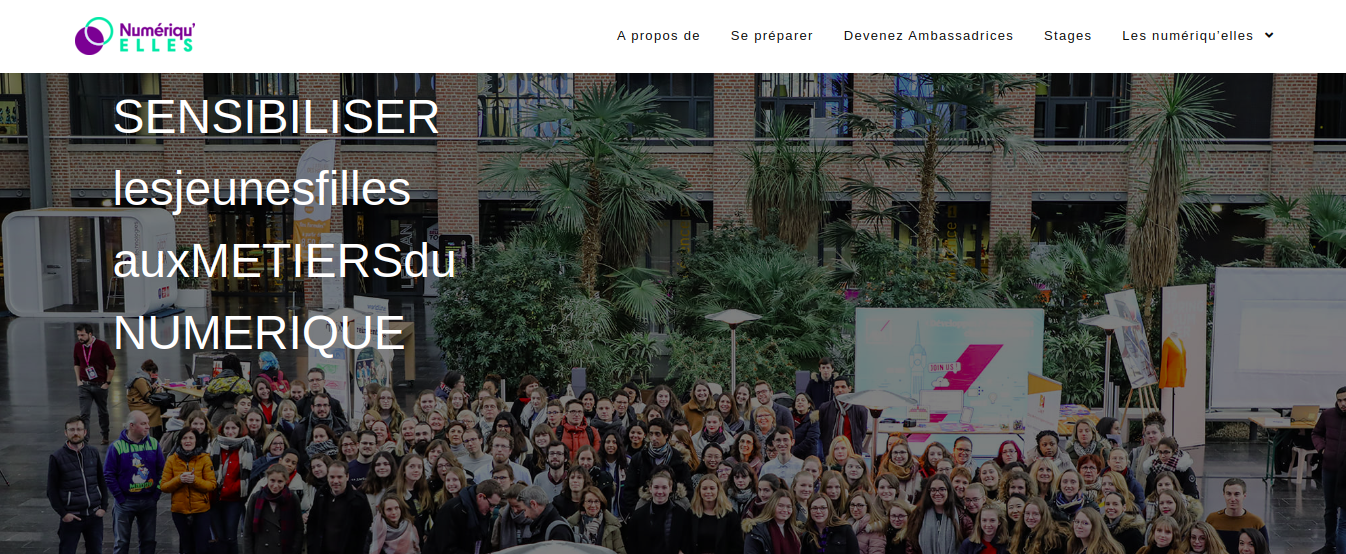 Numériqu'
ELLES
A propos de
Se préparer
Devenez Ambassadrices
Stages
Les numériqu'elles
SENSIBILISER
lesjeunesfilles
auxMETIERSdu
NUMERIQUE
JOIN US !